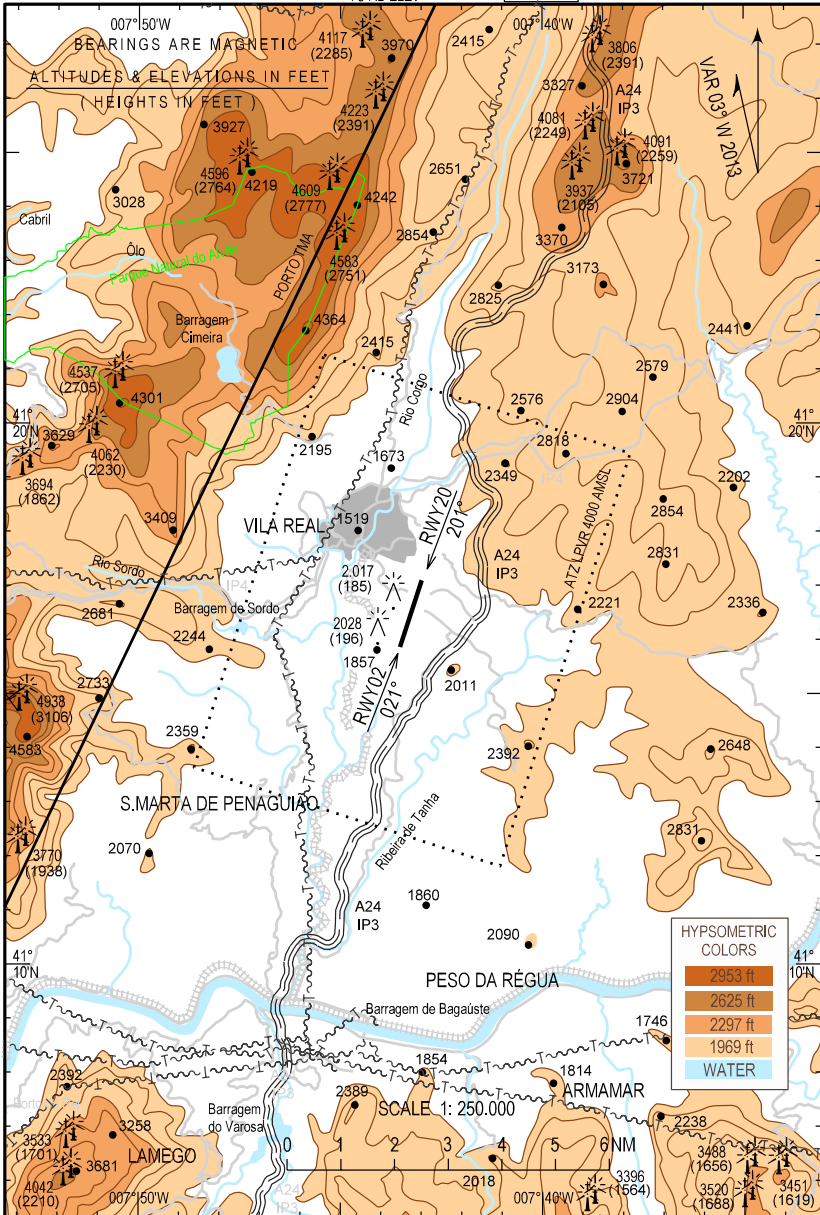 007°50'W
007°40'W
BEARINGS ARE MAGNETIC
ALTITUDES & ELEVATIONS IN FEET
( HEIGHTS IN FEET )
4117
(2285)
3970
2415
3806
(2391)
A24
IP3
3327
VAR 03° W 2013
4223
(2391)
4081
(2249)
4091
(2259)
3721
3927
4596
(2764)
4219
4609
(2777)
4242
2651
3937
(2105)
3028
Cabril
Ôlo
Parque Natural do Alvão
PORTO TMA
4583
(2751)
2854
3370
3173
2825
Barragem
Cimeira
4364
2415
2441
4537
(2705)
4301
2579
2576
2904
41°
20'N
41°
20'N
3629
4062
(2230)
3694
(1862)
2195
Rio Corgo
1673
2818
2349
IP4
2202
2854
3409
VILA REAL
1519
RWY20
201°
A24
IP3
ATZ LPVR 4000 AMSL
2831
Rio Sordo
IP4
2.017
(185)
2681
Barragem do Sordo
2028
(196)
2221
2336
2244
1857
RWY02
021°
2011
2733
4938
(3106)
4583
2359
2392
2648
S.MARTA DE PENAGUIÃO
3770
(1938)
2070
Ribeira de Tanha
2831
1860
A24
IP3
2090
41°
10'N
41°
10'N
PESO DA RÉGUA
HYPSOMETRIC
COLORS
2953 ft
2625 ft
2297 ft
1969 ft
WATER
Barragem de Bagaúste
1746
2392
1854
1814
ARMAMAR
2389
SCALE 1: 250.000
Barragem
do Varosa
2238
3258
3533
(1701)
LAMEGO
3681
4042
(2210)
0 1 2 3 4 5 6 NM
2018
3488
(1656)
3396
(1564)
3520
(1688)
3451
(1619)
A24
IP3
007°50'W
007°40'W